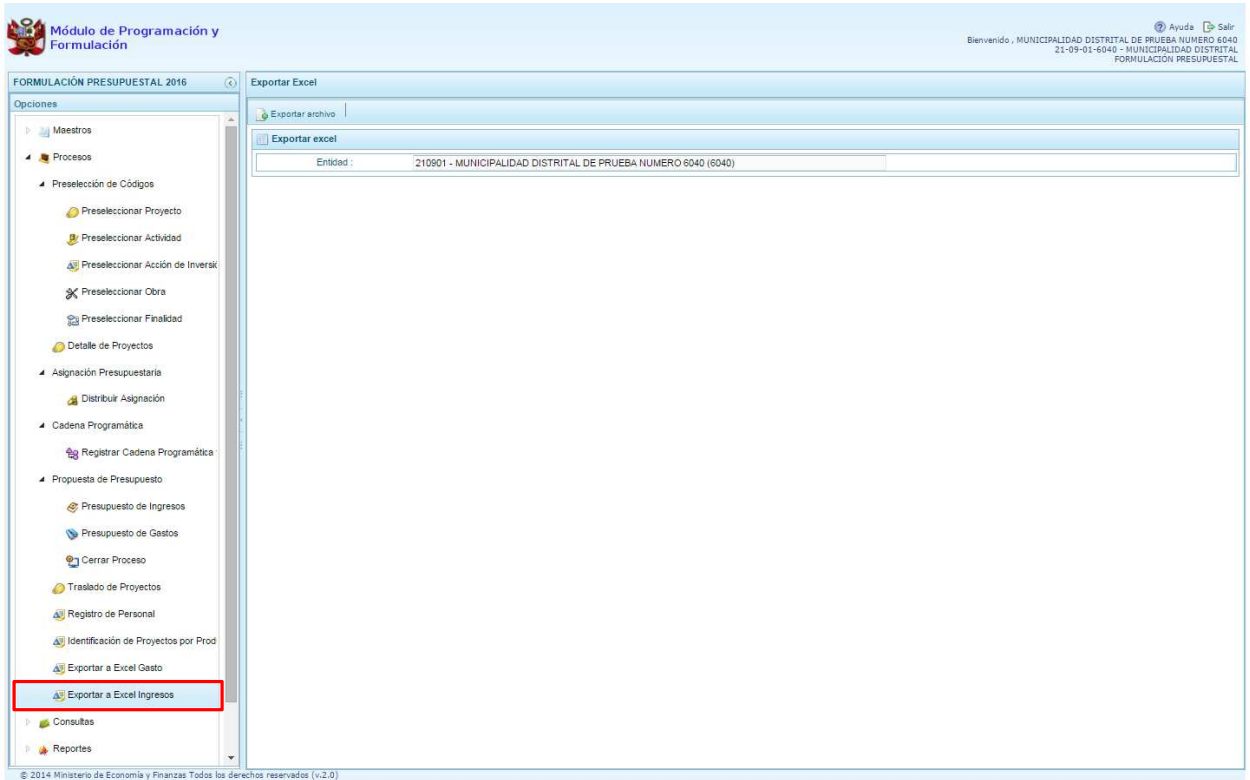 Módulo de Programación y
Formulación
Ayuda Salir
Bienvenido , MUNICIPALIDAD DISTRITAL DE PRUEBA NUMERO 6040
21-09-01-6040 - MUNICIPALIDAD DISTRITAL
FORMULACIÓN PRESUPUESTAL
FORMULACIÓN PRESUPUESTAL 2016
Opciones
Maestros
Procesos
Preselección de Códigos
Preseleccionar Proyecto
Preseleccionar Actividad
Preseleccionar Acción de Inversió
Preseleccionar Obra
Preseleccionar Finalidad
Detalle de Proyectos
Asignación Presupuestaria
Distribuir Asignación
Cadena Programática
Registrar Cadena Programática
Propuesta de Presupuesto
Presupuesto de Ingresos
Presupuesto de Gastos
Cerrar Proceso
Traslado de Proyectos
Registro de Personal
Identificación de Proyectos por Prod
Exportar a Excel Gasto
Exportar a Excel Ingresos
Consultas
Reportes
Exportar Excel
Exportar archivo
Exportar excel
Entidad : 210901 - MUNICIPALIDAD DISTRITAL DE PRUEBA NUMERO 6040 (6040)
© 2014 Ministerio de Economía y Finanzas Todos los derechos reservados (v.2.0)